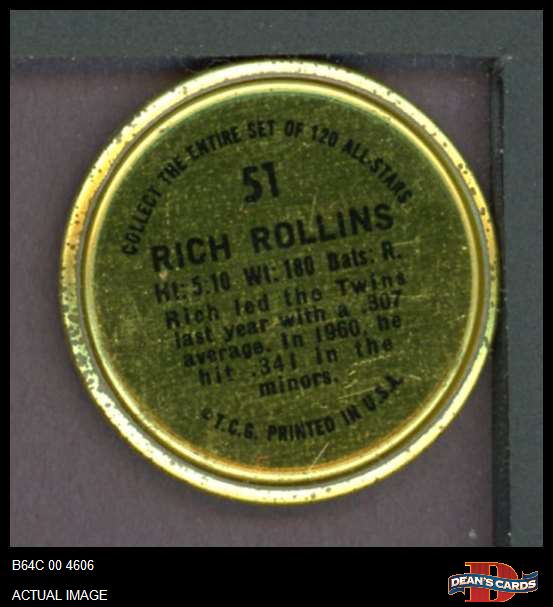 COLLECT THE ENTIRE SET OF 120 ALL-STARS
51
RICH ROLLINS
Ht: 5:10 Wt: 180 Bats: R.
Rich led the Twins
last year with a .307
average. In 1960, he
hit .341 in the
minors.
© T.C.G. PRINTED IN U.S.A.
B64C 00 4606
ACTUAL IMAGE
D
DEAN'S CARDS